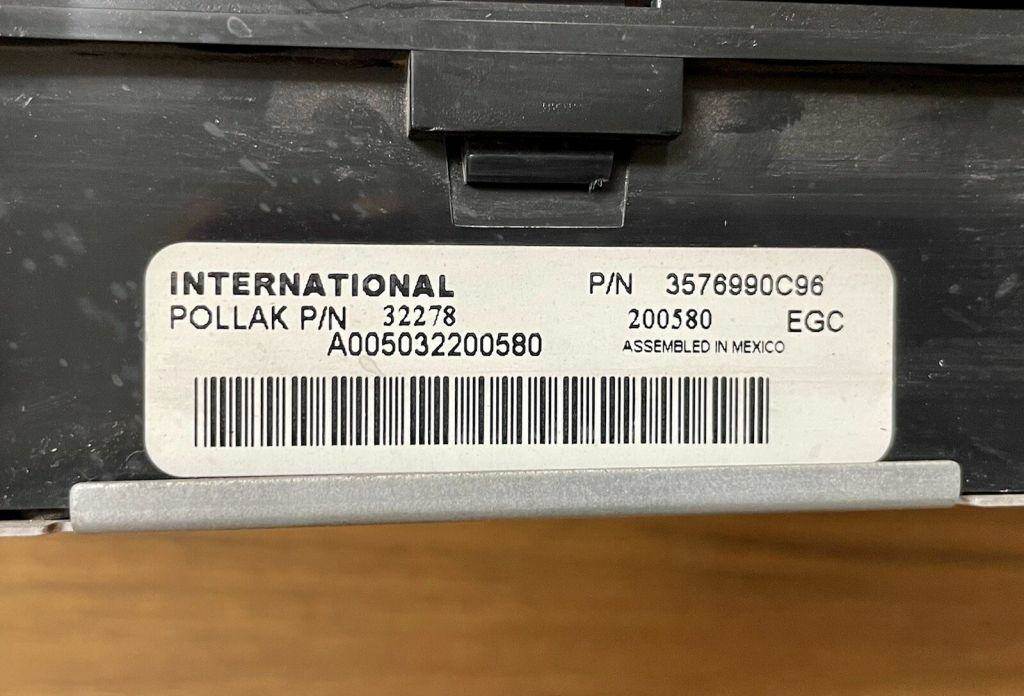 INTERNATIONAL P/N 3576990C96
POLLAK P/N 32278 200580 EGC
A005032200580 ASSEMBLED IN MEXICO